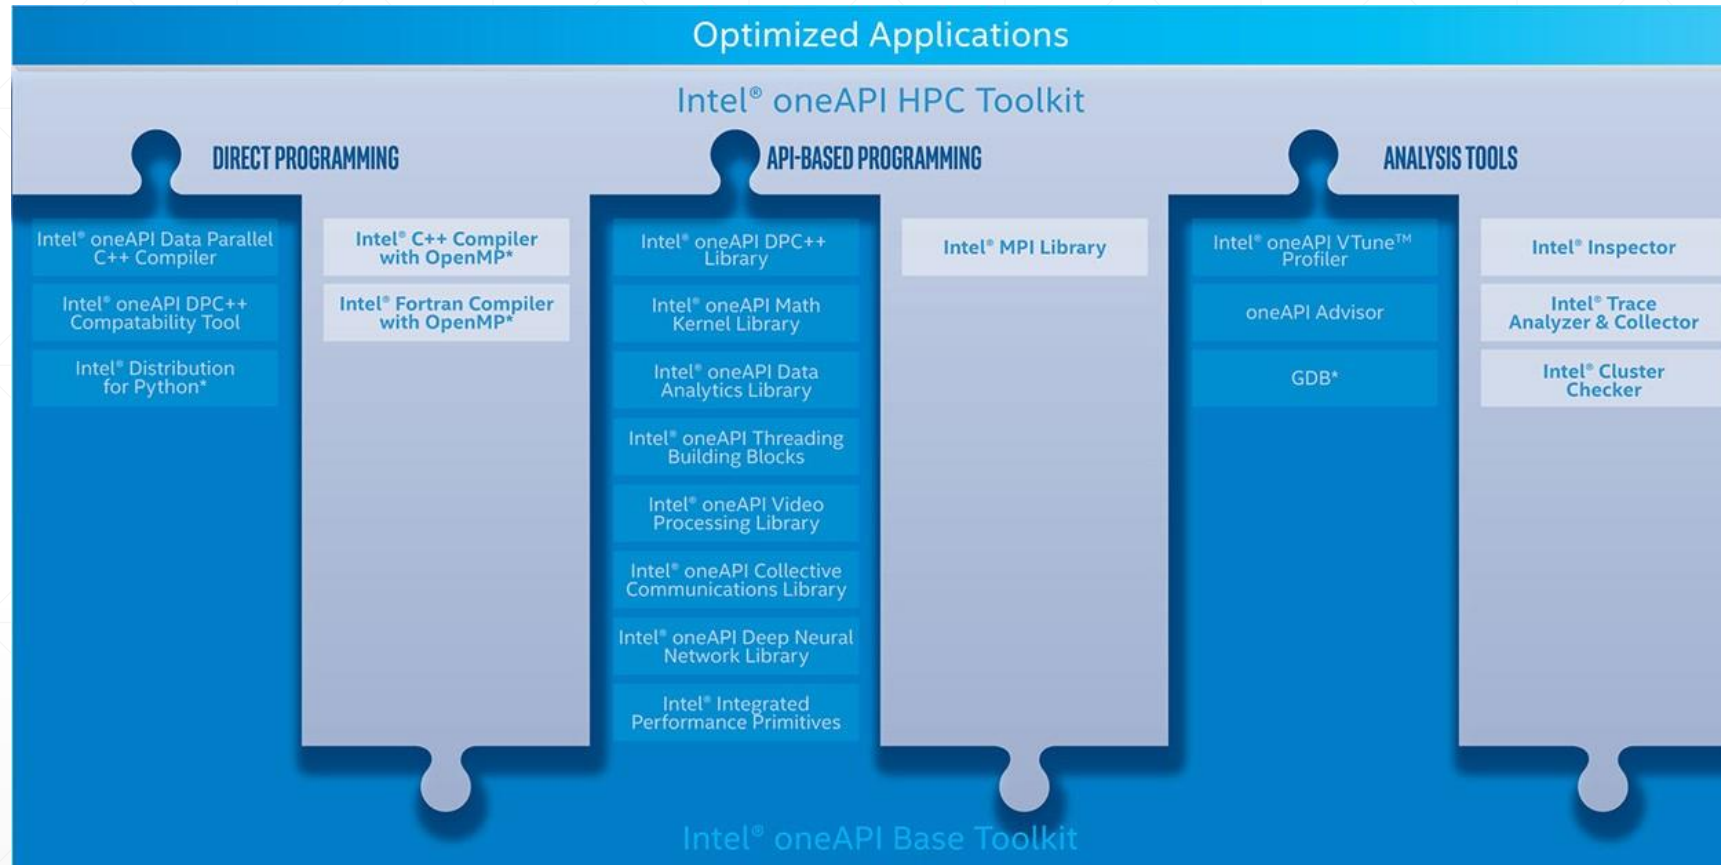 Optimized Applications
Intel® oneAPI HPC Toolkit
DIRECT PROGRAMMING
API-BASED PROGRAMMING
ANALYSIS TOOLS
Intel® oneAPI Data Parallel
C++ Compiler
Intel® oneAPI DPC++
Compatability Tool
Intel® Distribution
for Python*
Intel® C++ Compiler
with OpenMP*
Intel® Fortran Compiler
with OpenMP*
Intel® oneAPI DPC++
Library
Intel® oneAPI Math
Kernel Library
Intel® oneAPI Data
Analytics Library
Intel® oneAPI Threading
Building Blocks
Intel® oneAPI Video
Processing Library
Intel® oneAPI Collective
Communications Library
Intel® oneAPI Deep Neural
Network Library
Intel® Integrated
Performance Primitives
Intel® MPI Library
Intel® oneAPI VTune™
Profiler
oneAPI Advisor
GDB*
Intel® Inspector
Intel® Trace
Analyzer & Collector
Intel® Cluster
Checker
Intel® oneAPI Base Toolkit